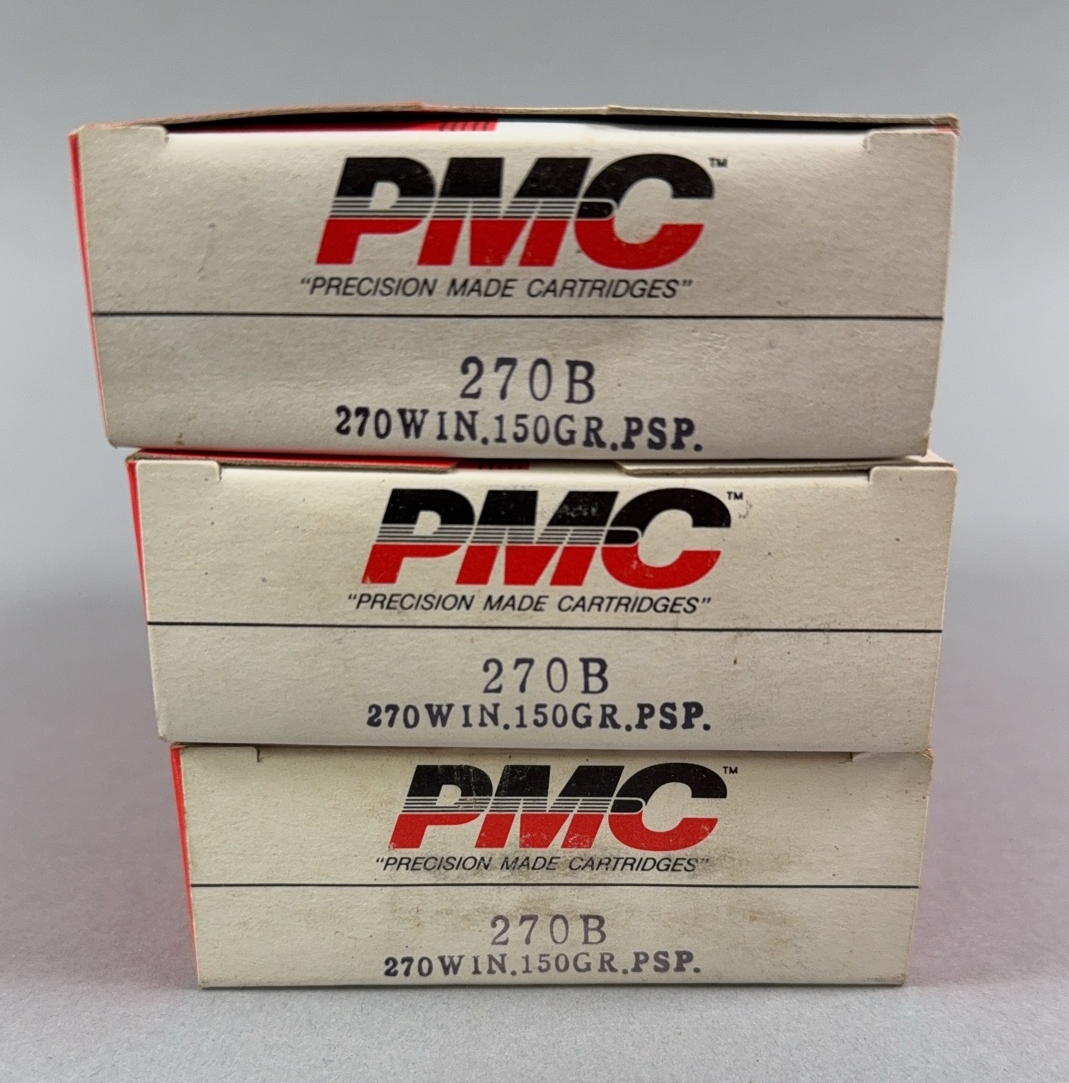 PMC™
"PRECISION MADE CARTRIDGES"
270B
270WIN.150GR.PSP.
PMC™
"PRECISION MADE CARTRIDGES"
270B
270WIN.150GR.PSP.
PMC™
"PRECISION MADE CARTRIDGES"
270B
270WIN.150GR.PSP.